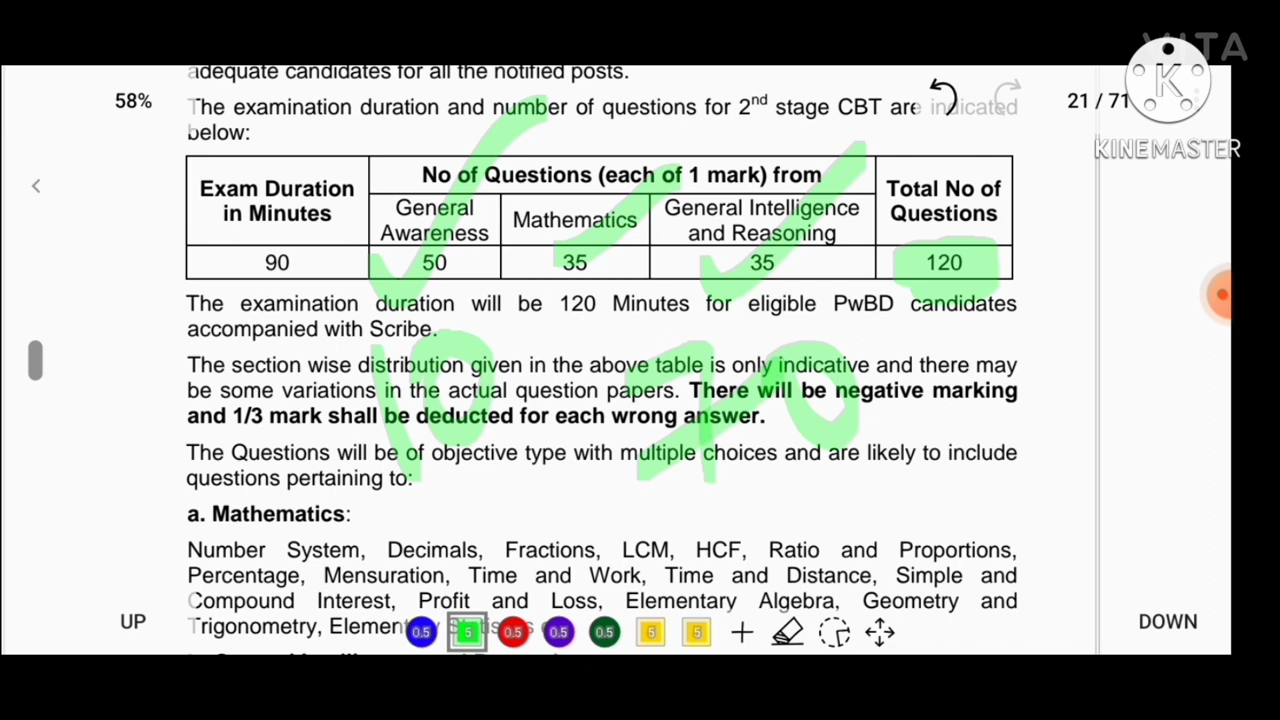 VITA
K
KINEMASTER
58%
21 / 71
adequate candidates for all the notified posts.
The examination duration and number of questions for 2nd stage CBT are indicated
below:
Exam Duration in Minutes
No of Questions (each of 1 mark) from
Total No of Questions
General Awareness
Mathematics
General Intelligence and Reasoning
90 50 35 35 120
The examination duration will be 120 Minutes for eligible PwBD candidates
accompanied with Scribe.
The section wise distribution given in the above table is only indicative and there may
be some variations in the actual question papers. There will be negative marking
and 1/3 mark shall be deducted for each wrong answer.
The Questions will be of objective type with multiple choices and are likely to include
questions pertaining to:
70
a. Mathematics:
Number System, Decimals, Fractions, LCM, HCF, Ratio and Proportions,
Percentage, Mensuration, Time and Work, Time and Distance, Simple and
Compound Interest, Profit and Loss, Elementary Algebra, Geometry and
Trigonometry,
UP
DOWN
0.5 5 0.5 0.5 0.5 5 5